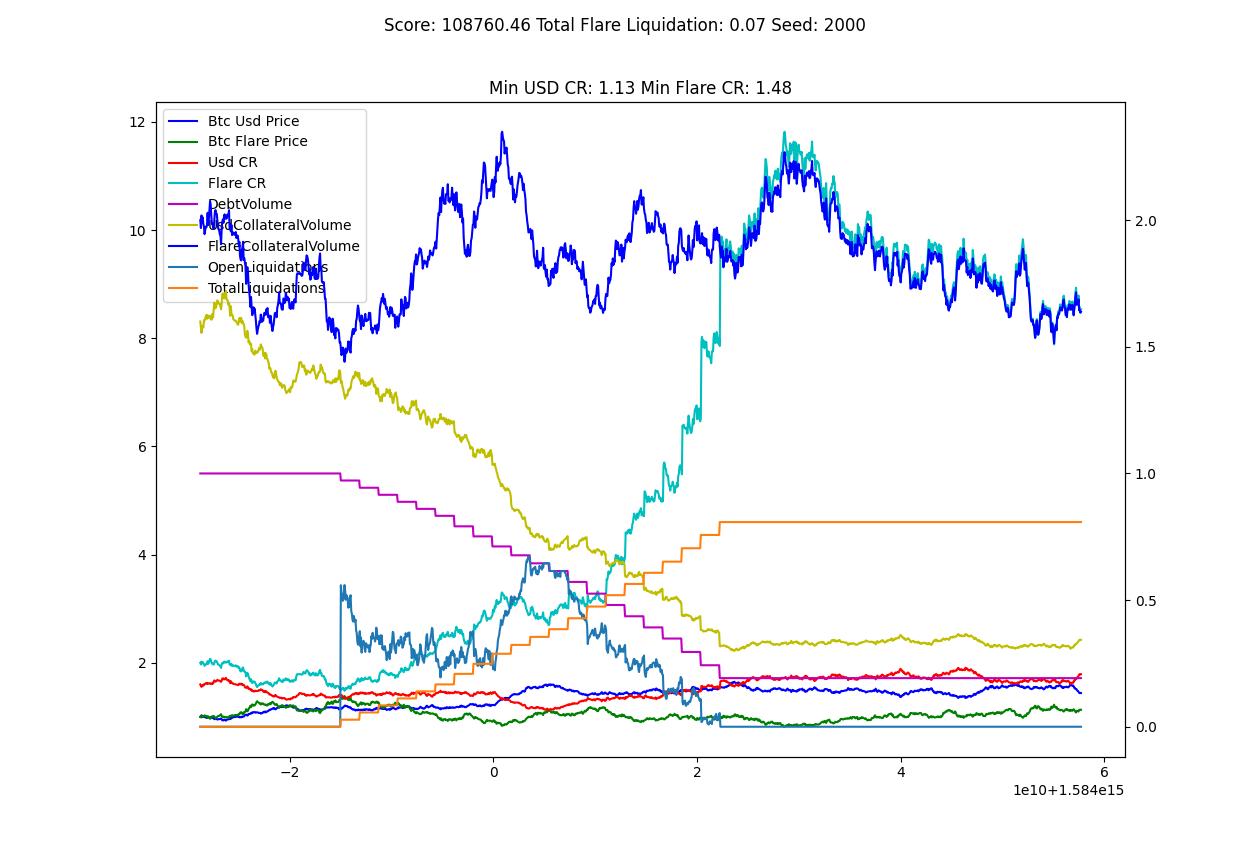 Score: 108760.46 Total Flare Liquidation: 0.07 Seed: 2000
Min USD CR: 1.13 Min Flare CR: 1.48
Btc Usd Price
Btc Flare Price
Usd CR
Flare CR
DebtVolume
UsdCollateralVolume
FlareCollateralVolume
OpenLiquidations
TotalLiquidations
12
10
8
6
4
2
2.0
1.5
1.0
0.5
0.0
−2 0 2 4 6
1e10+1.584e15